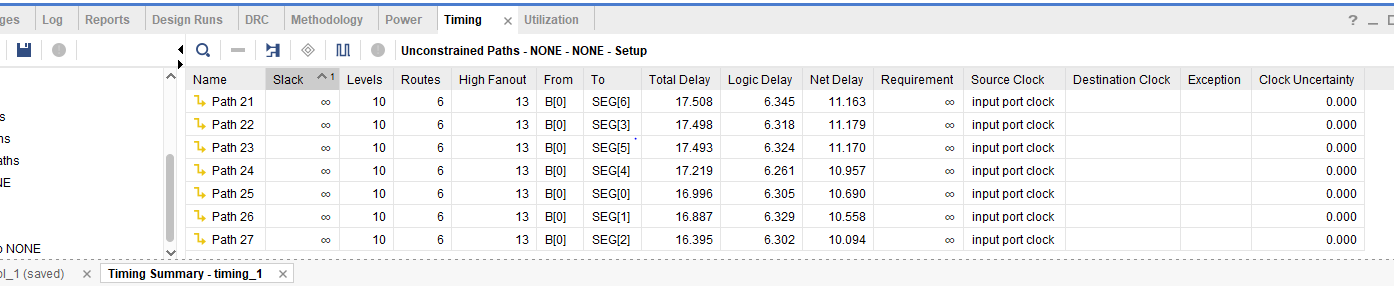 ges Log Reports Design Runs DRC Methodology Power Timing × Utilization ? _
Unconstrained Paths - NONE - NONE - Setup
Name Slack ^1 Levels Routes High Fanout From To Total Delay Logic Delay Net Delay Requirement Source Clock Destination Clock Exception Clock Uncertainty
Path 21 ∞ 10 6 13 B[0] SEG[6] 17.508 6.345 11.163 ∞ input port clock 0.000
s
Path 22 ∞ 10 6 13 B[0] SEG[3] 17.498 6.318 11.179 ∞ input port clock 0.000
ns
Path 23 ∞ 10 6 13 B[0] SEG[5] 17.493 6.324 11.170 ∞ input port clock 0.000
aths
Path 24 ∞ 10 6 13 B[0] SEG[4] 17.219 6.261 10.957 ∞ input port clock 0.000
NE
Path 25 ∞ 10 6 13 B[0] SEG[0] 16.996 6.305 10.690 ∞ input port clock 0.000
Path 26 ∞ 10 6 13 B[0] SEG[1] 16.887 6.329 10.558 ∞ input port clock 0.000
Path 27 ∞ 10 6 13 B[0] SEG[2] 16.395 6.302 10.094 ∞ input port clock 0.000
o NONE
ol_1 (saved) × Timing Summary - timing_1 ×